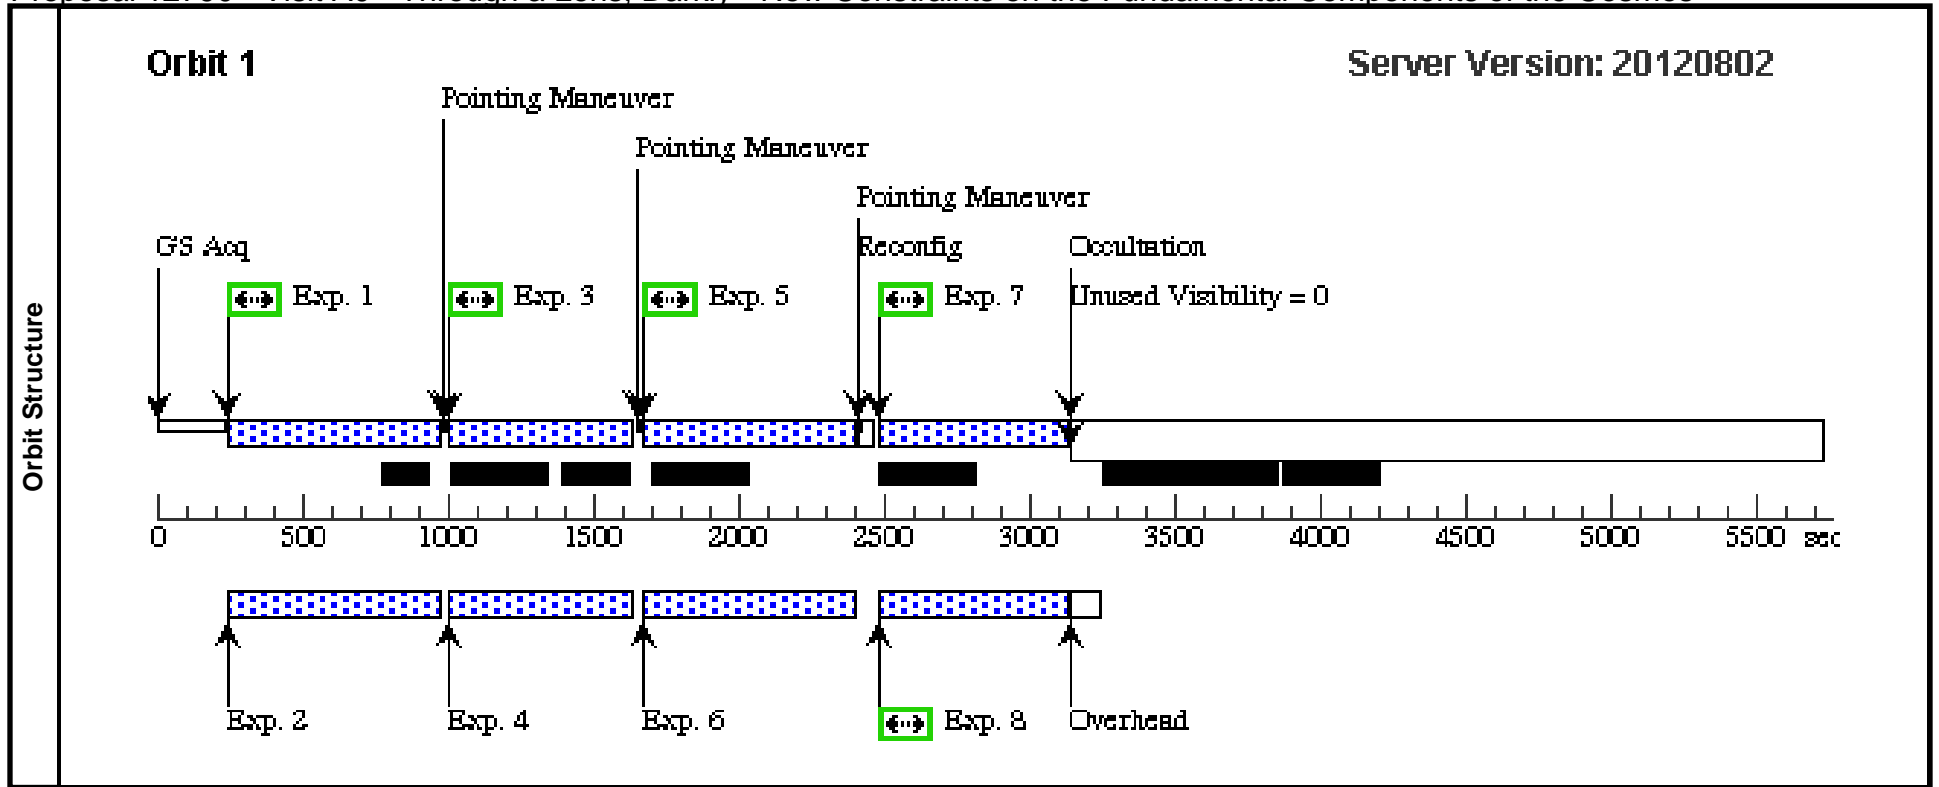 Orbit 1
Server Version: 20120802
Pointing Maneuver
Pointing Maneuver
Pointing Maneuver
GS Acq
Reconfig
Occultation
Exp. 1
Exp. 3
Exp. 5
Exp. 7
Unused Visibility = 0
Orbit Structure
0 500 1000 1500 2000 2500 3000 3500 4000 4500 5000 5500 sec
Exp. 2
Exp. 4
Exp. 6
Exp. 8
Overhead